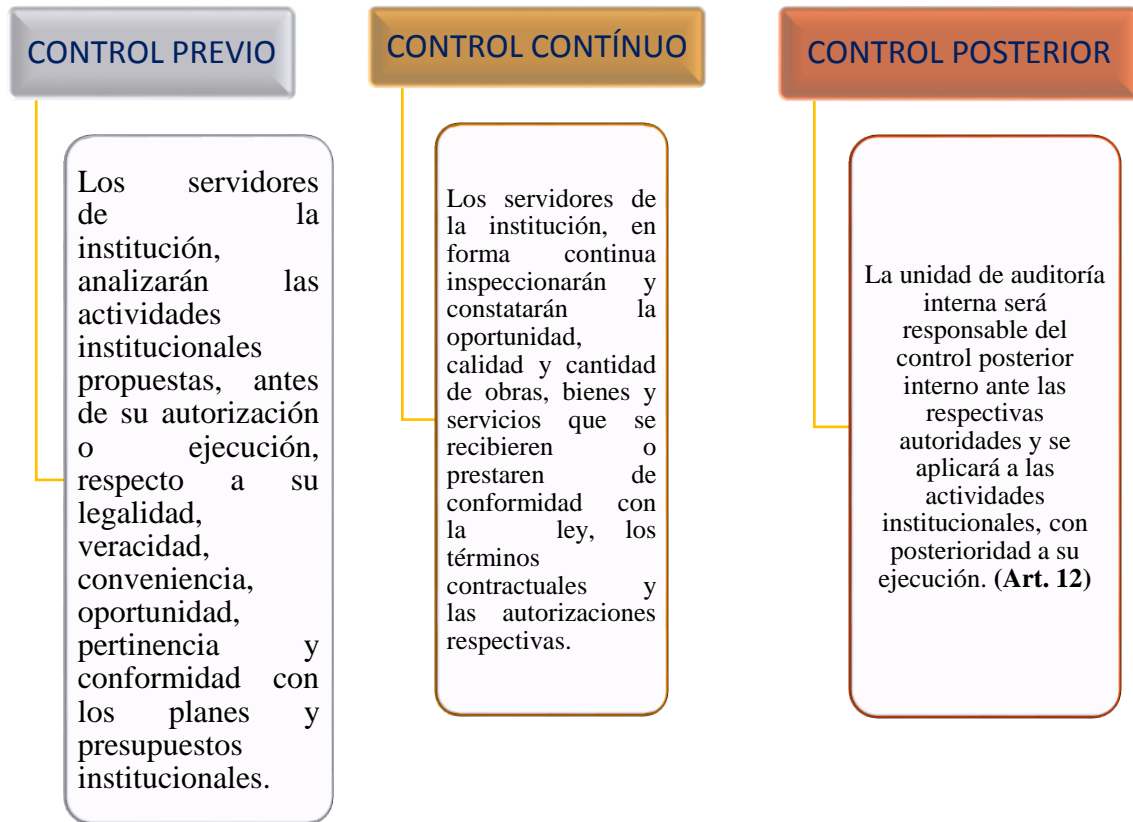 CONTROL PREVIO
Los servidores
de la
institución,
analizarán las
actividades
institucionales
propuestas, antes
de su autorización
o ejecución,
respecto a su
legalidad,
veracidad,
conveniencia,
oportunidad,
pertinencia y
conformidad con
los planes y
presupuestos
institucionales.
CONTROL CONTÍNUO
Los servidores de
la institución, en
forma continua
inspeccionarán y
constatarán la
oportunidad,
calidad y cantidad
de obras, bienes y
servicios que se
recibieren o
prestaren de
conformidad con
la ley, los
términos
contractuales y
las autorizaciones
respectivas.
CONTROL POSTERIOR
La unidad de auditoría
interna será
responsable del
control posterior
interno ante las
respectivas
autoridades y se
aplicará a las
actividades
institucionales, con
posterioridad a su
ejecución. (Art. 12)